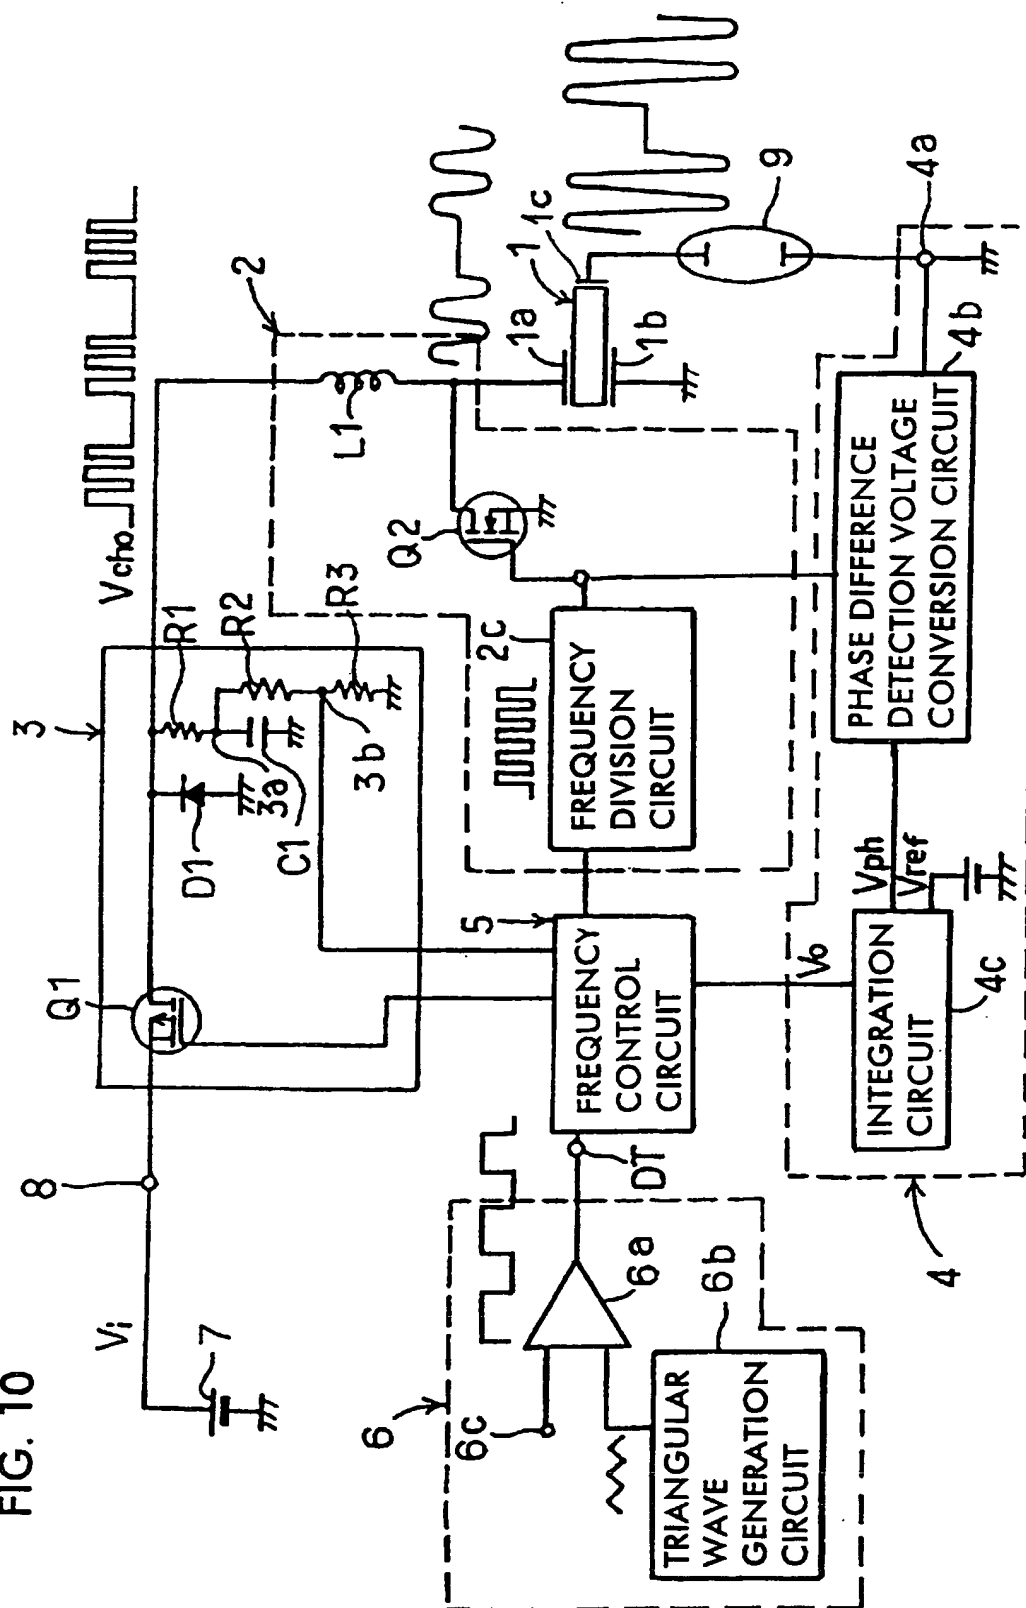 FIG. 10
Vi
7
8
Q1
3
D1
R1
3a
C1
R2
3b
R3
Vcho
2
L1
Q2
1a
1
1c
1b
9
4a
6
6c
6a
6b
TRIANGULAR
WAVE
GENERATION
CIRCUIT
DT
5
FREQUENCY
CONTROL
CIRCUIT
2c
FREQUENCY
DIVISION
CIRCUIT
4
Vo
INTEGRATION
CIRCUIT
4c
Vph
Vref
4b
PHASE DIFFERENCE
DETECTION VOLTAGE
CONVERSION CIRCUIT